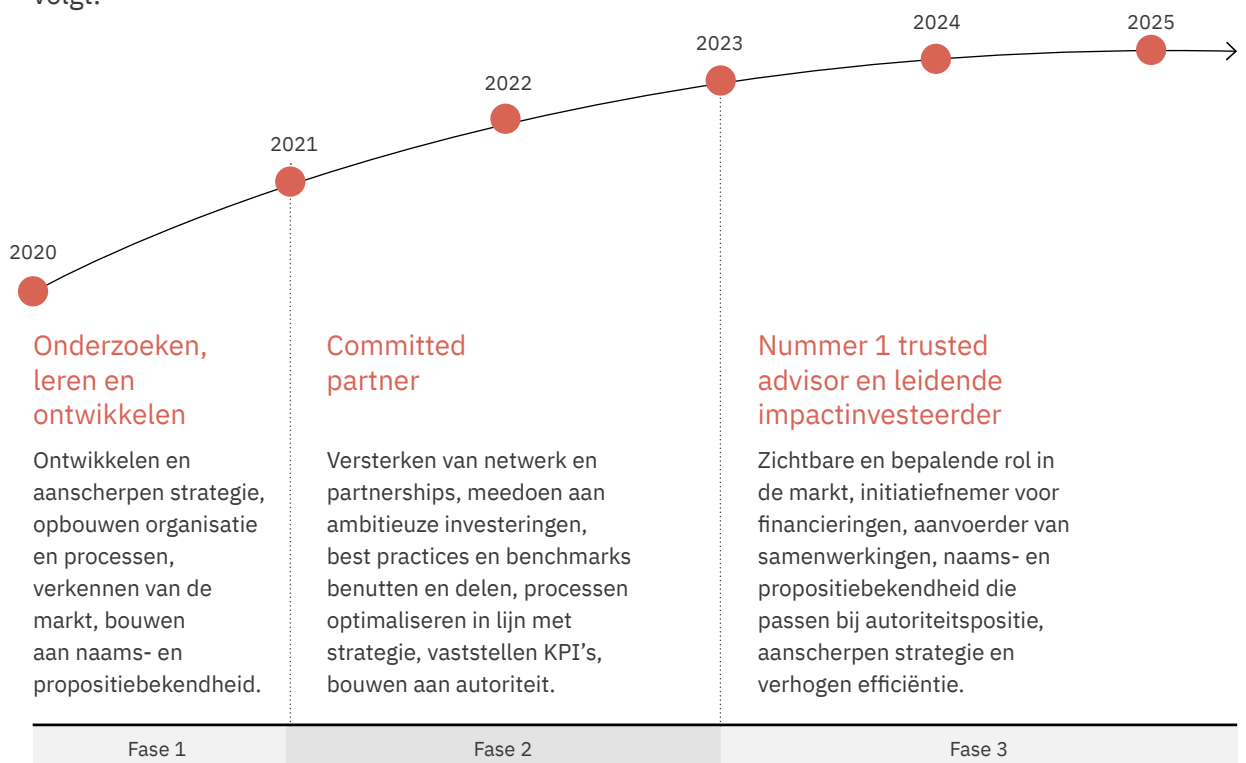 volgt:
2020
2021
2022
2023
2024
2025
Onderzoeken,
leren en
ontwikkelen
Ontwikkelen en
aanscherpen strategie,
opbouwen organisatie
en processen,
verkennen van de
markt, bouwen
aan naams- en
propositiebekendheid.
Committed
partner
Versterken van netwerk en
partnerships, meedoen aan
ambitieuze investeringen,
best practices en benchmarks
benutten en delen, processen
optimaliseren in lijn met
strategie, vaststellen KPI’s,
bouwen aan autoriteit.
Nummer 1 trusted
advisor en leidende
impactinvesteerder
Zichtbare en bepalende rol in
de markt, initiatiefnemer voor
financieringen, aanvoerder van
samenwerkingen, naams- en
propositiebekendheid die
passen bij autoriteitspositie,
aanscherpen strategie en
verhogen efficiëntie.
Fase 1
Fase 2
Fase 3